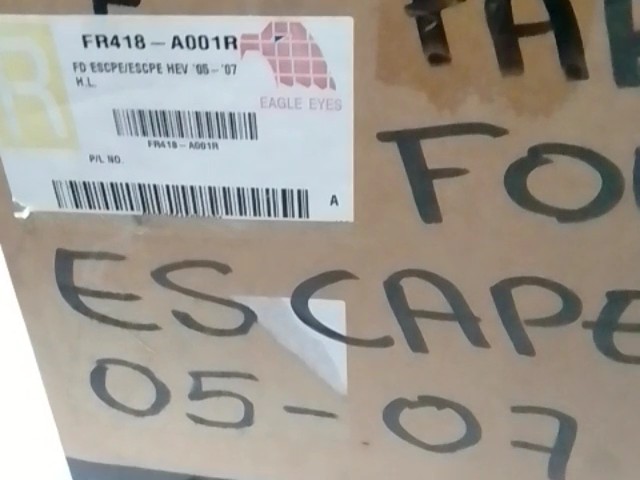 FR418-A001R
FD ESCPE/ESCPE HEV '05-'07
H.L.
R
EAGLE EYES
FR418-A001R
P/L NO.
A
FO
ESCAPE
05-07